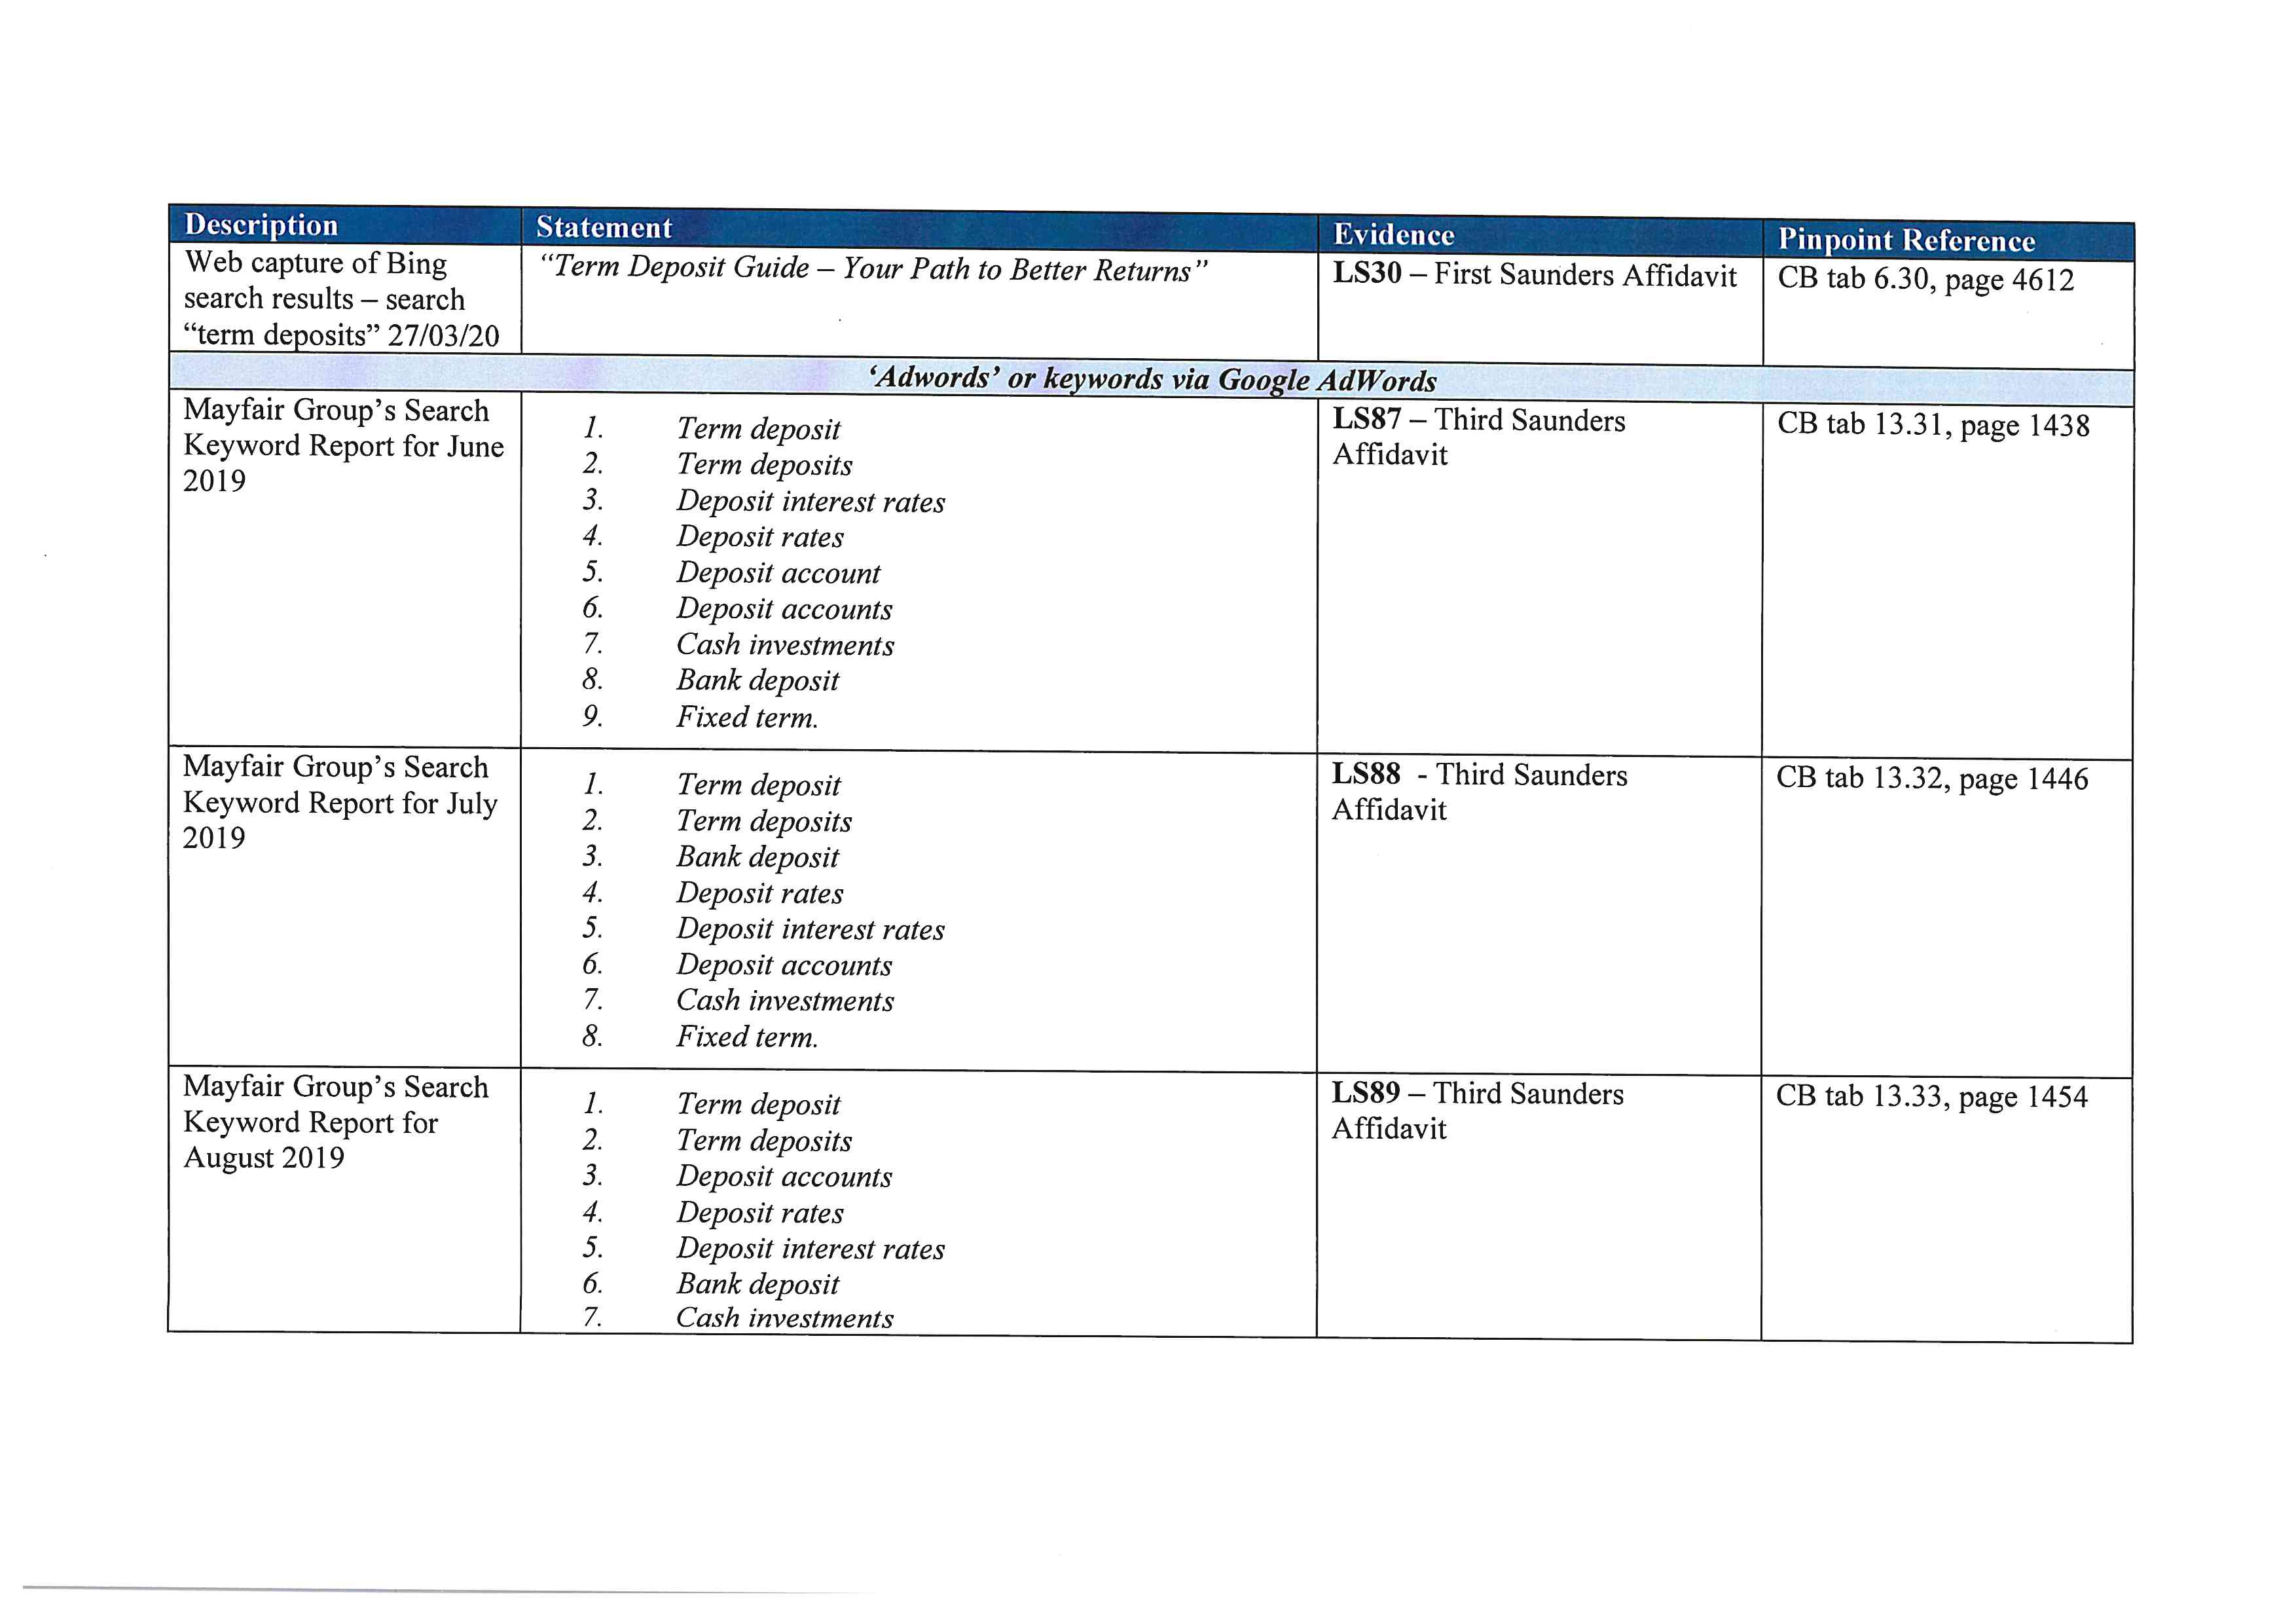 Description Statement Evidence Pinpoint Reference
Web capture of Bing
search results – search
“term deposits” 27/03/20
“Term Deposit Guide – Your Path to Better Returns”
LS30 – First Saunders Affidavit
CB tab 6.30, page 4612
‘Adwords’ or keywords via Google AdWords
Mayfair Group’s Search
Keyword Report for June
2019
1. Term deposit
2. Term deposits
3. Deposit interest rates
4. Deposit rates
5. Deposit account
6. Deposit accounts
7. Cash investments
8. Bank deposit
9. Fixed term.
LS87 – Third Saunders
Affidavit
CB tab 13.31, page 1438
Mayfair Group’s Search
Keyword Report for July
2019
1. Term deposit
2. Term deposits
3. Bank deposit
4. Deposit rates
5. Deposit interest rates
6. Deposit accounts
7. Cash investments
8. Fixed term.
LS88 - Third Saunders
Affidavit
CB tab 13.32, page 1446
Mayfair Group’s Search
Keyword Report for
August 2019
1. Term deposit
2. Term deposits
3. Deposit accounts
4. Deposit rates
5. Deposit interest rates
6. Bank deposit
7. Cash investments
LS89 – Third Saunders
Affidavit
CB tab 13.33, page 1454